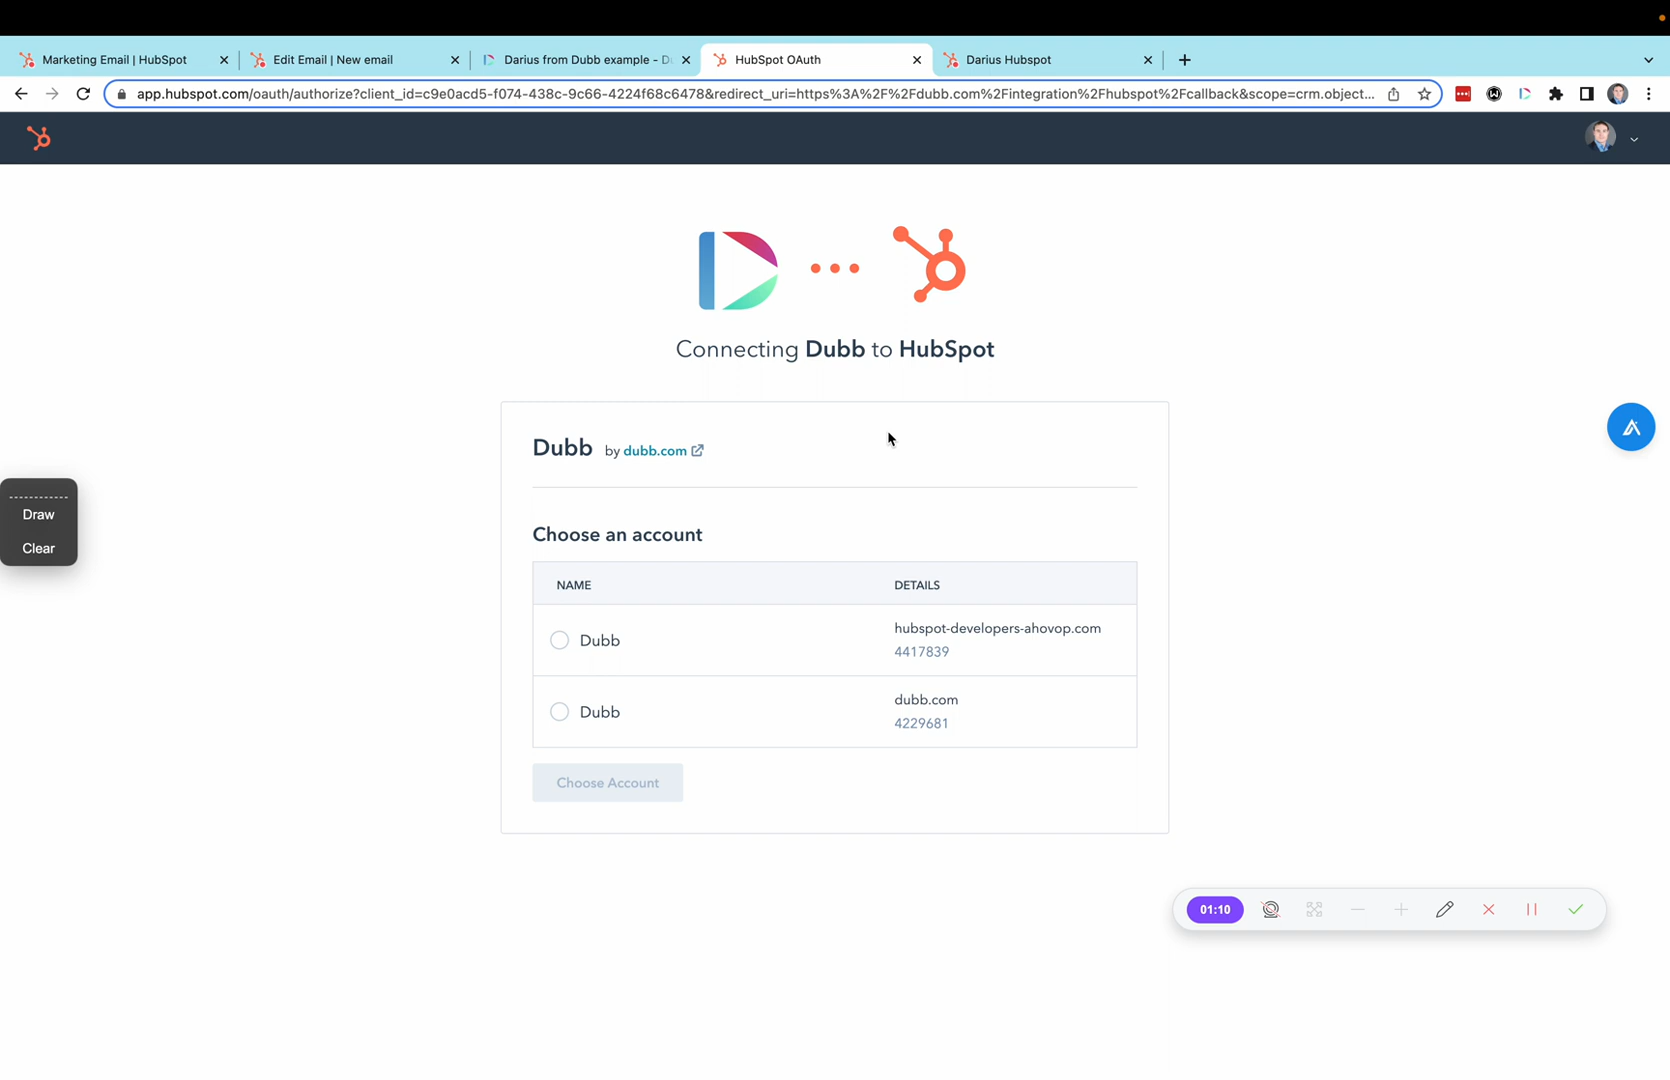 Marketing Email | HubSpot
Edit Email | New email
Darius from Dubb example - Du
HubSpot OAuth
Darius Hubspot
app.hubspot.com/oauth/authorize?client_id=c9e0acd5-f074-438c-9c66-4224f68c6478&redirect_uri=https%3A%2F%2Fdubb.com%2Fintegration%2Fhubspot%2Fcallback&scope=crm.object...
Connecting Dubb to HubSpot
Dubb by dubb.com
Draw
Clear
Choose an account
NAME DETAILS
Dubb hubspot-developers-ahovop.com
4417839
Dubb dubb.com
4229681
Choose Account
01:10